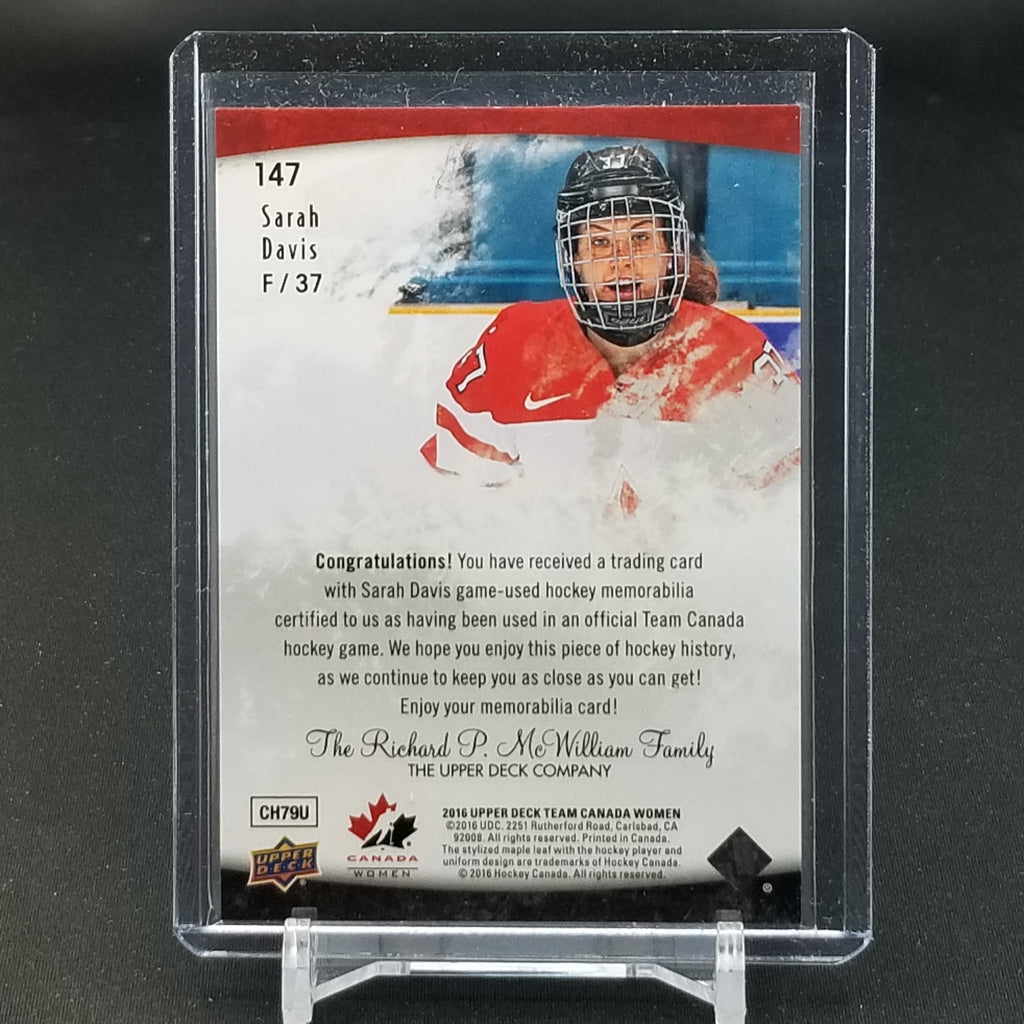 147
Sarah
Davis
F / 37
37
37
37
Congratulations! You have received a trading card
with Sarah Davis game-used hockey memorabilia
certified to us as having been used in an official Team Canada
hockey game. We hope you enjoy this piece of hockey history,
as we continue to keep you as close as you can get!
Enjoy your memorabilia card!
The Richard P. McWilliam Family
THE UPPER DECK COMPANY
CH79U
UPPER
DECK
CANADA
WOMEN
2016 UPPER DECK TEAM CANADA WOMEN
©2016 UDC. 2251 Rutherford Road, Carlsbad, CA
92008. All rights reserved. Printed in Canada.
The stylized maple leaf with the hockey player and
uniform design are trademarks of Hockey Canada.
© 2016 Hockey Canada. All rights reserved.
®